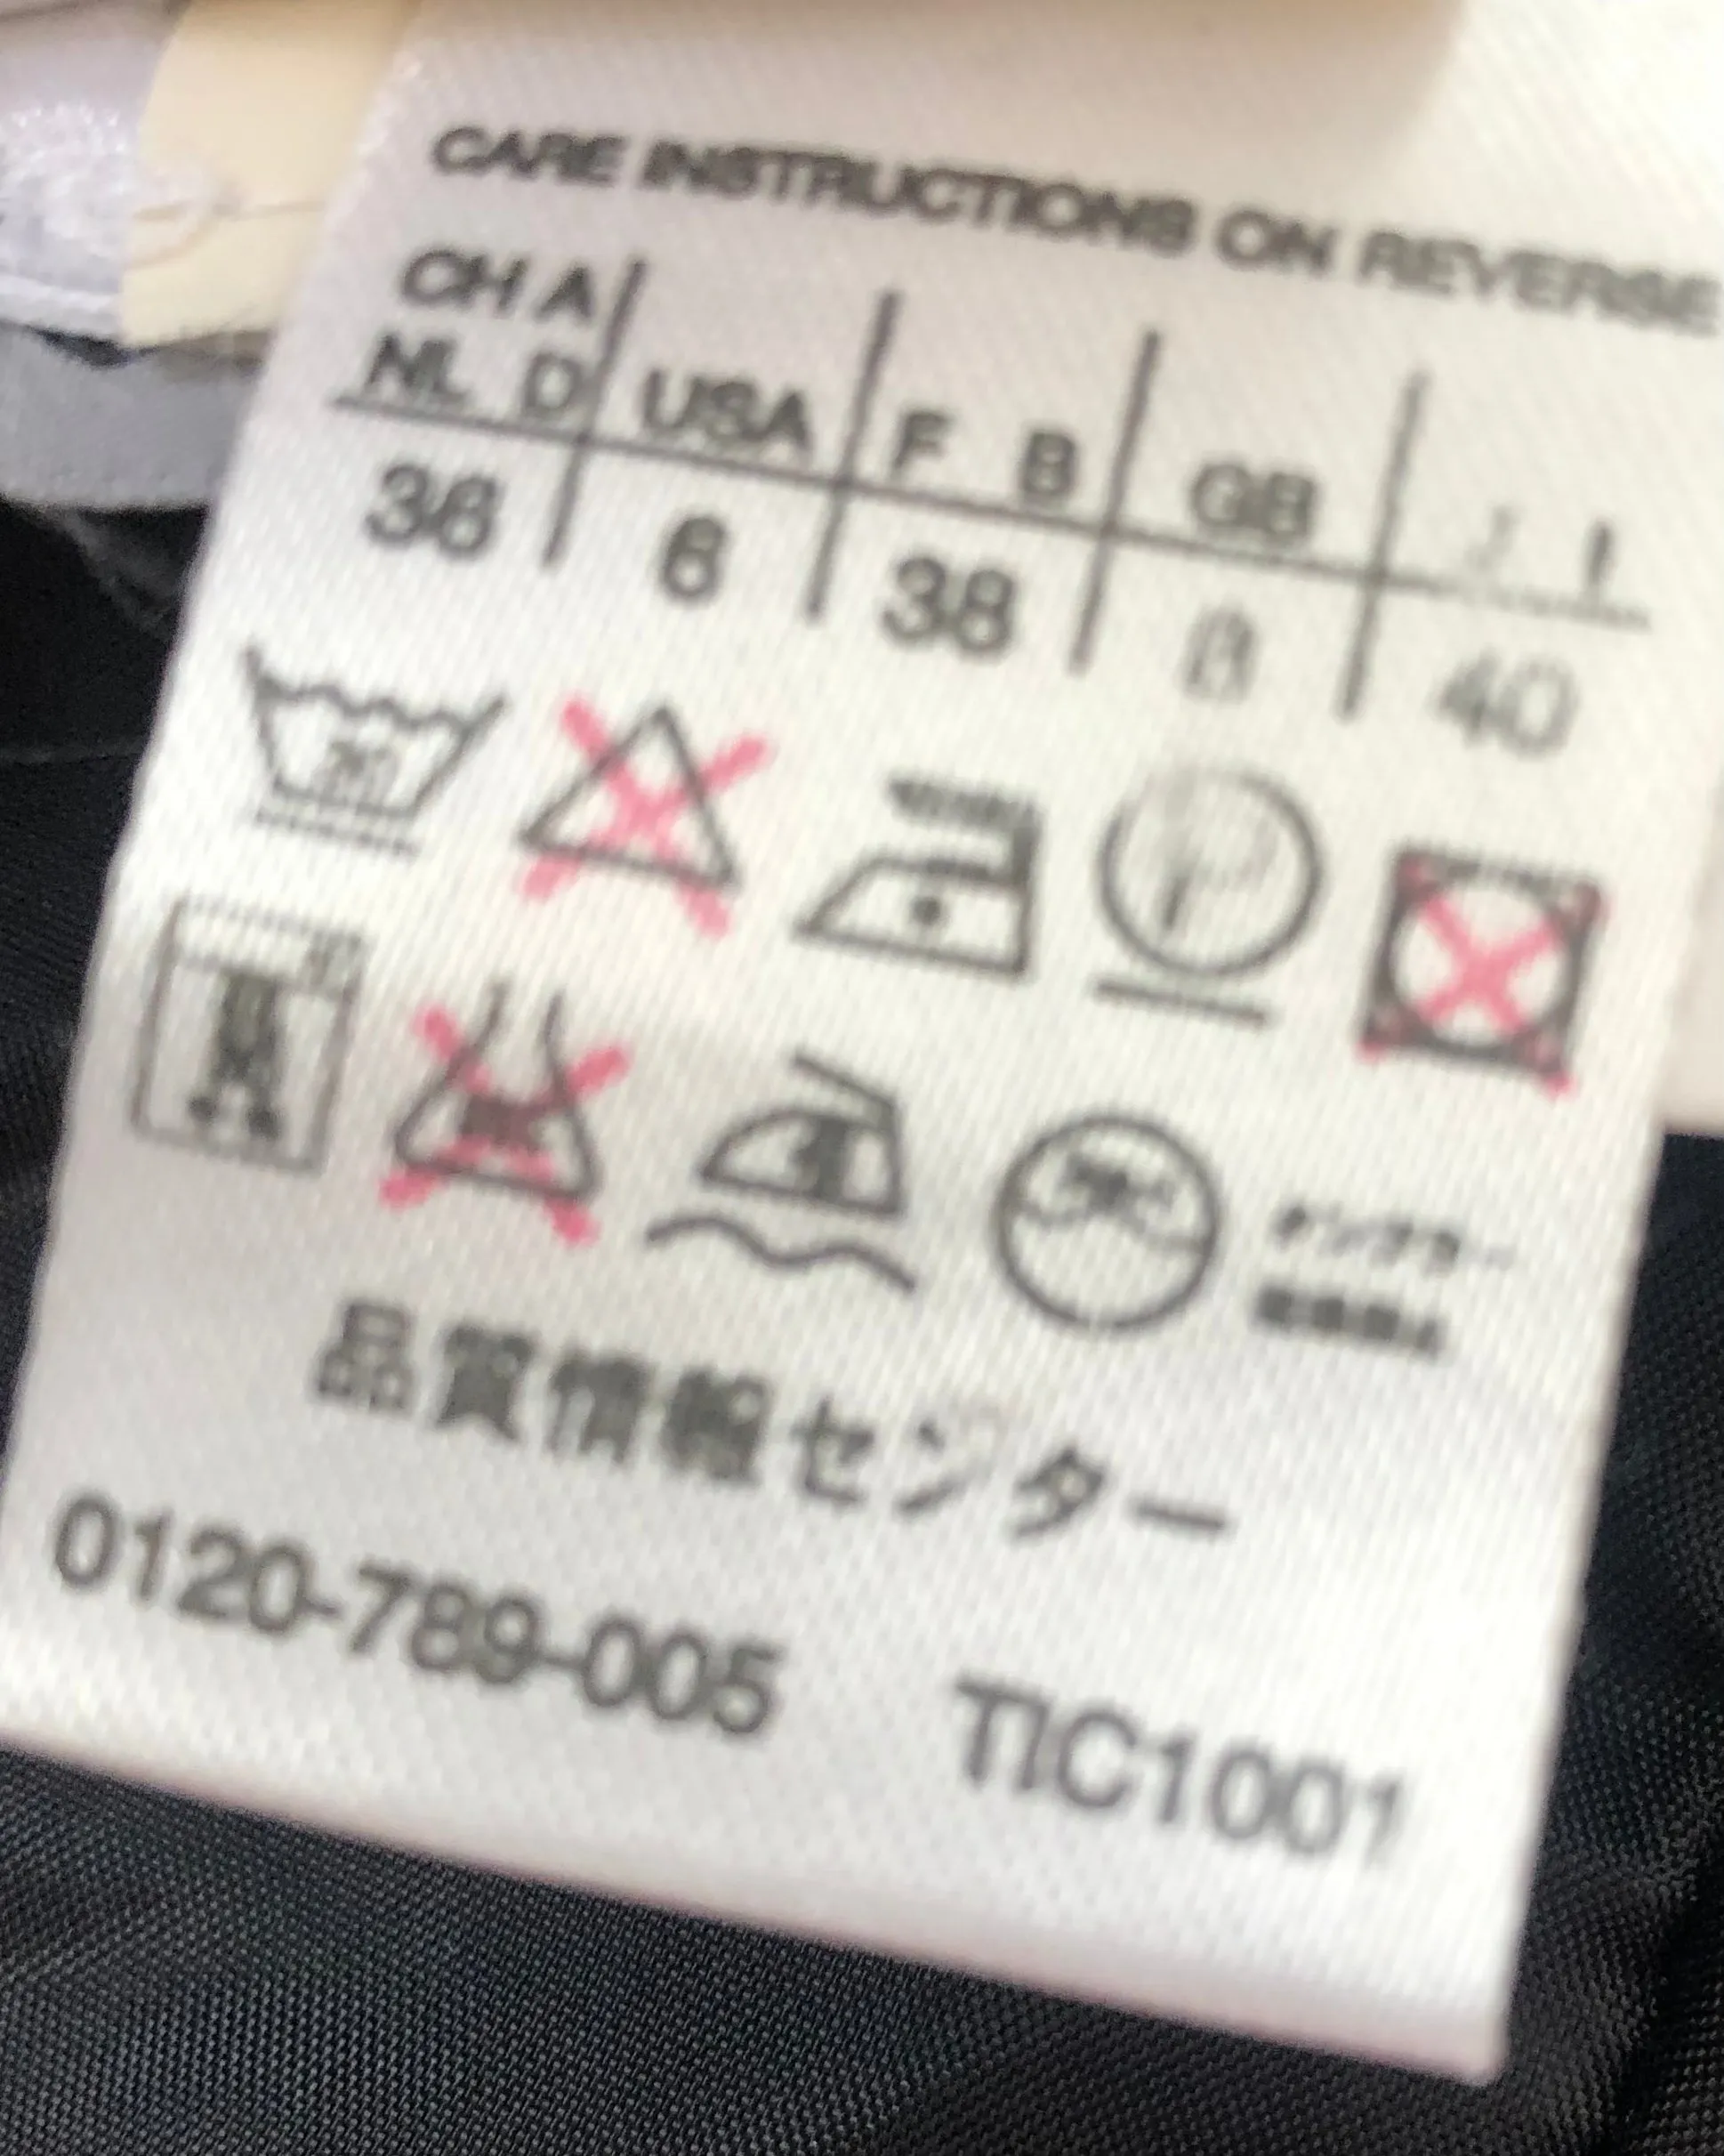 CARE INSTRUCTIONS ON REVERSE
CH A
NL D USA F B GB I
36 6 38 8 40
30
P
品質情報センター
0120-789-005 TIC1001